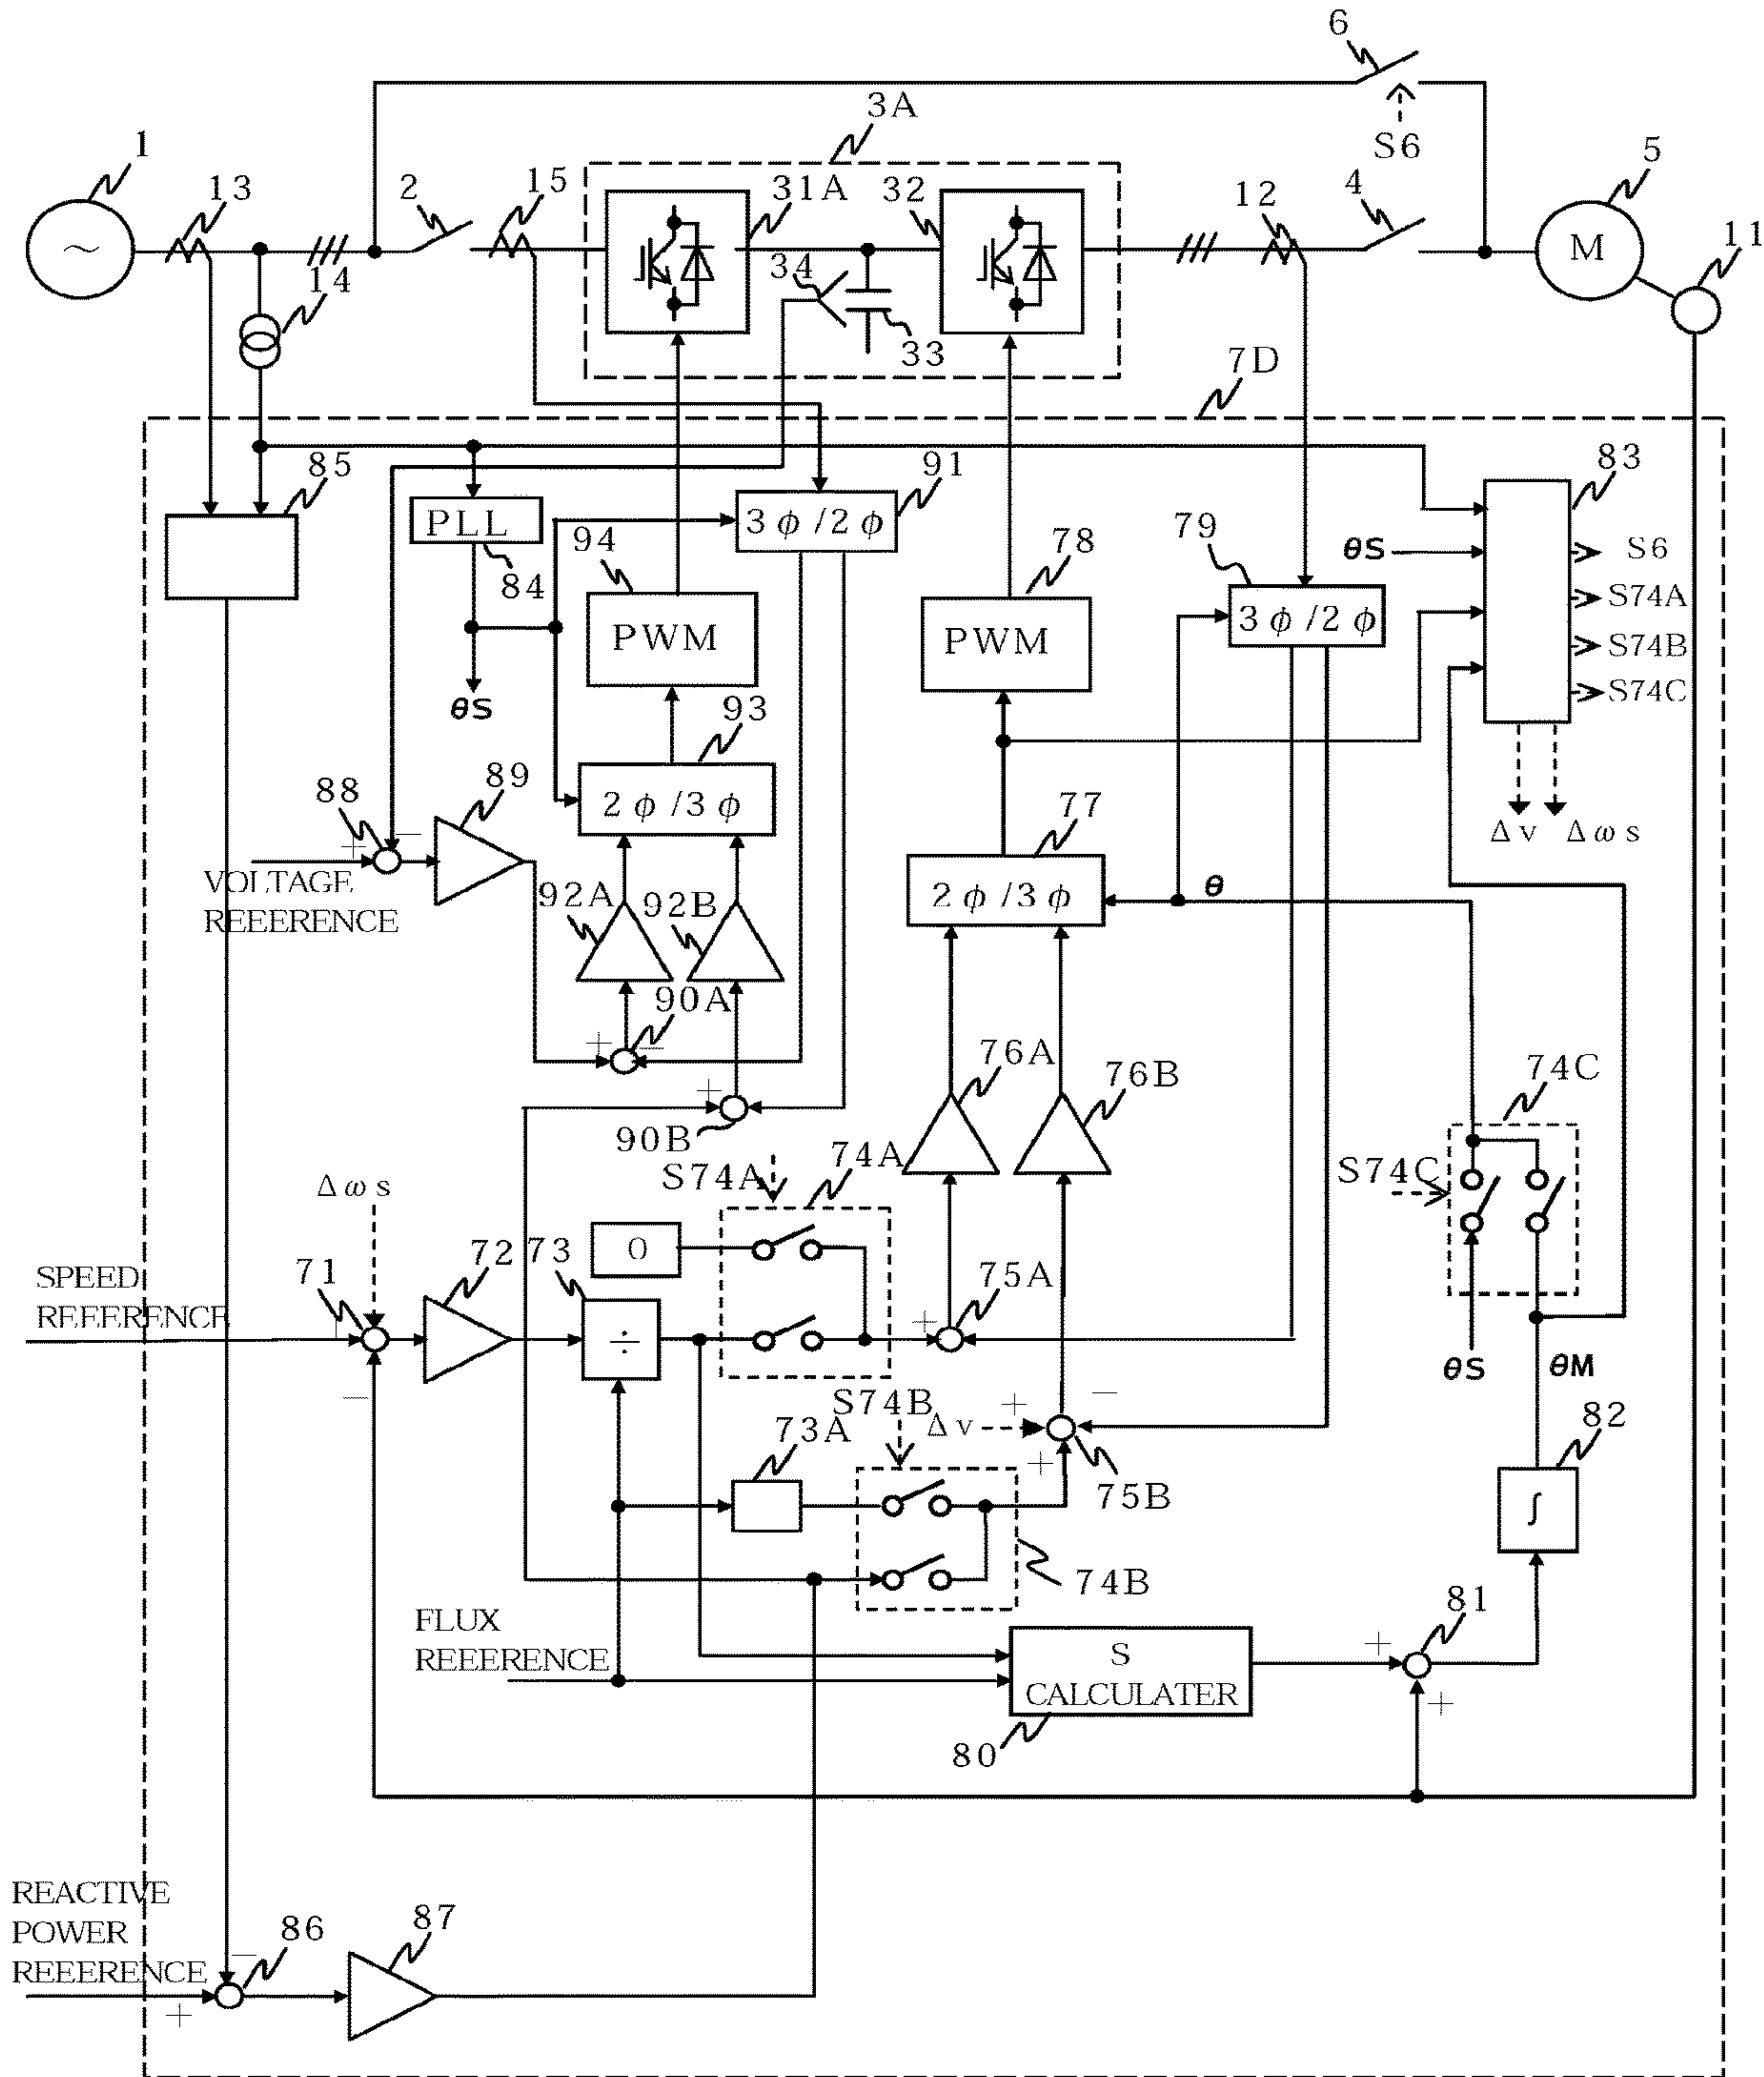 6
3A
S6
1
13
2
15
31A
32
12
4
5
M
11
~
34
14
33
7D
85
91
83
PLL
3φ/2φ
94
78
79
θS
S6
84
S74A
PWM
PWM
3φ/2φ
S74B
S74C
θS
93
88
89
2φ/3φ
77
Δv
Δωs
+
−
VOLTAGE
REEERENCE
92A
92B
2φ/3φ
θ
90A
+
−
76A
76B
74C
+
90B
S74A
74A
S74C
Δωs
72
73
0
SPEED
REEERENCE
71
75A
+
+
÷
θS
θM
−
S74B
Δv
+
−
73A
+
75B
82
∫
74B
81
FLUX
REEERENCE
S
CALCULATER
+
+
80
REACTIVE
POWER
REEERENCE
−
86
87
+